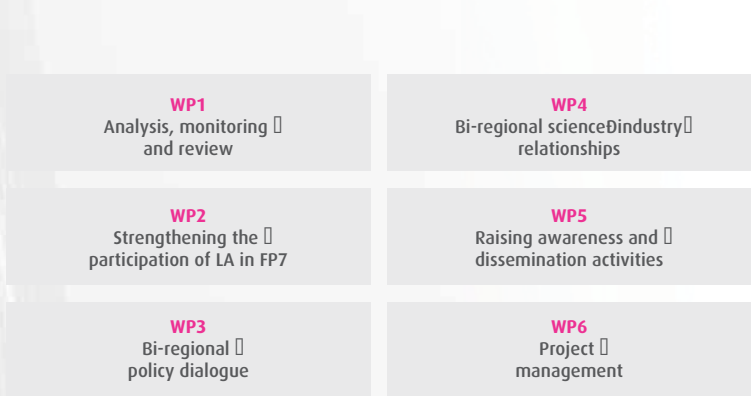 WP1
Analysis, monitoring 
and review
WP2
Strengthening the 
participation of LA in FP7
WP3
Bi-regional 
policy dialogue
WP4
Bi-regional scienceÐindustry
relationships
WP5
Raising awareness and 
dissemination activities
WP6
Project 
management